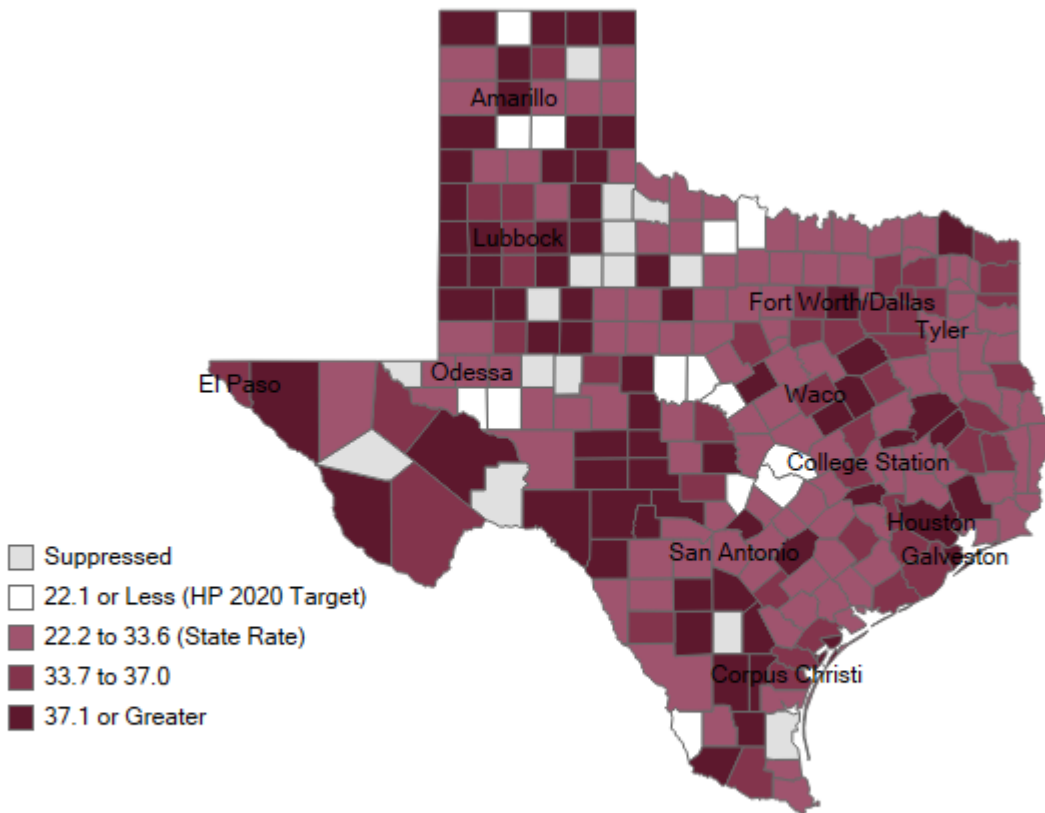 Amarillo
Lubbock
Fort Worth/Dallas
Tyler
El Paso
Odessa
Waco
College Station
Houston
San Antonio
Galveston
Corpus Christi
Suppressed
22.1 or Less (HP 2020 Target)
22.2 to 33.6 (State Rate)
33.7 to 37.0
37.1 or Greater